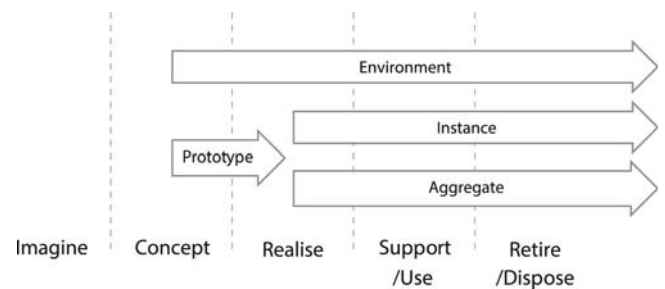 Environment
Instance
Prototype
Aggregate
Imagine Concept Realise Support Retire
/Use /Dispose